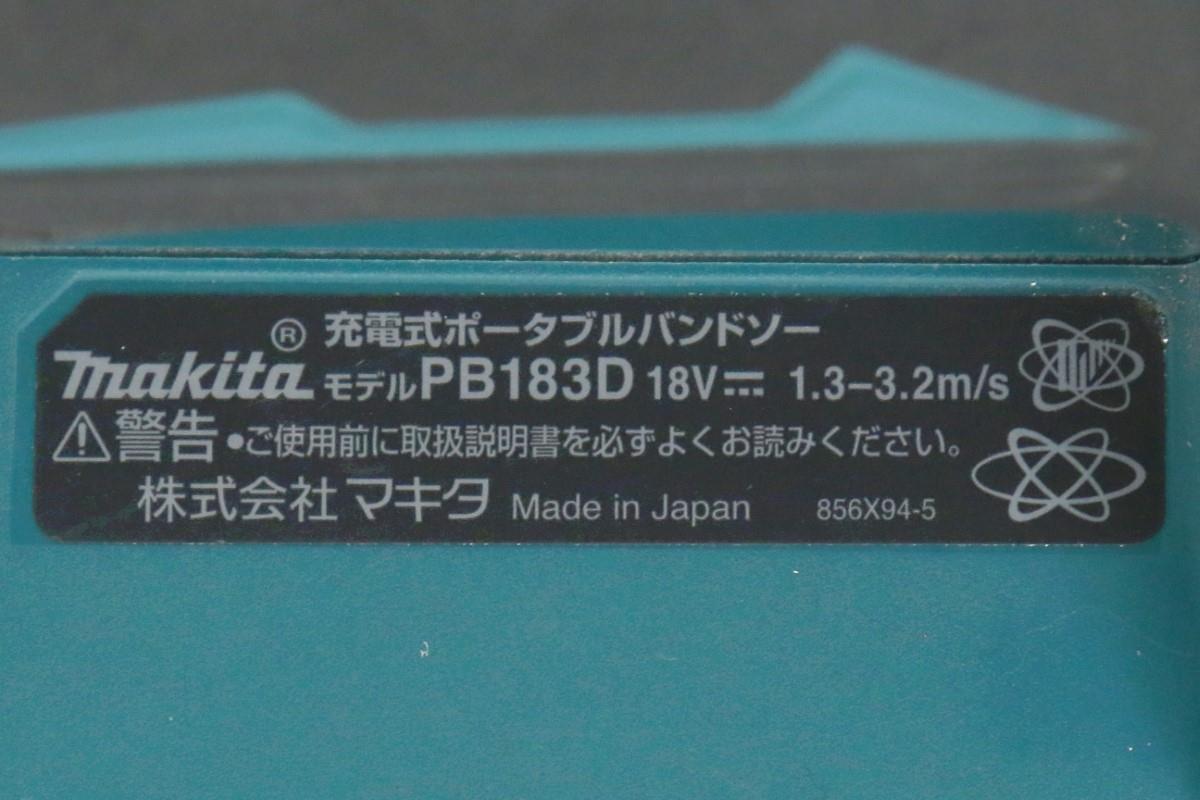 ® 充電式ポータブルバンドソー
makita モデル PB183D 18V⎓ 1.3–3.2m/s
⚠警告 •ご使用前に取扱説明書を必ずよくお読みください。
株式会社 マキタ Made in Japan 856X94-5